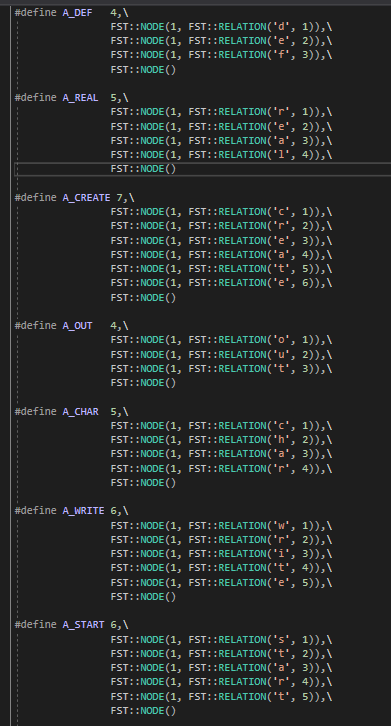 #define A_DEF   4,\
                FST::NODE(1, FST::RELATION('d', 1)),\
                FST::NODE(1, FST::RELATION('e', 2)),\
                FST::NODE(1, FST::RELATION('f', 3)),\
                FST::NODE()

#define A_REAL  5,\
                FST::NODE(1, FST::RELATION('r', 1)),\
                FST::NODE(1, FST::RELATION('e', 2)),\
                FST::NODE(1, FST::RELATION('a', 3)),\
                FST::NODE(1, FST::RELATION('l', 4)),\
                FST::NODE()

#define A_CREATE 7,\
                FST::NODE(1, FST::RELATION('c', 1)),\
                FST::NODE(1, FST::RELATION('r', 2)),\
                FST::NODE(1, FST::RELATION('e', 3)),\
                FST::NODE(1, FST::RELATION('a', 4)),\
                FST::NODE(1, FST::RELATION('t', 5)),\
                FST::NODE(1, FST::RELATION('e', 6)),\
                FST::NODE()

#define A_OUT   4,\
                FST::NODE(1, FST::RELATION('o', 1)),\
                FST::NODE(1, FST::RELATION('u', 2)),\
                FST::NODE(1, FST::RELATION('t', 3)),\
                FST::NODE()

#define A_CHAR  5,\
                FST::NODE(1, FST::RELATION('c', 1)),\
                FST::NODE(1, FST::RELATION('h', 2)),\
                FST::NODE(1, FST::RELATION('a', 3)),\
                FST::NODE(1, FST::RELATION('r', 4)),\
                FST::NODE()

#define A_WRITE 6,\
                FST::NODE(1, FST::RELATION('w', 1)),\
                FST::NODE(1, FST::RELATION('r', 2)),\
                FST::NODE(1, FST::RELATION('i', 3)),\
                FST::NODE(1, FST::RELATION('t', 4)),\
                FST::NODE(1, FST::RELATION('e', 5)),\
                FST::NODE()

#define A_START 6,\
                FST::NODE(1, FST::RELATION('s', 1)),\
                FST::NODE(1, FST::RELATION('t', 2)),\
                FST::NODE(1, FST::RELATION('a', 3)),\
                FST::NODE(1, FST::RELATION('r', 4)),\
                FST::NODE(1, FST::RELATION('t', 5)),\
                FST::NODE()